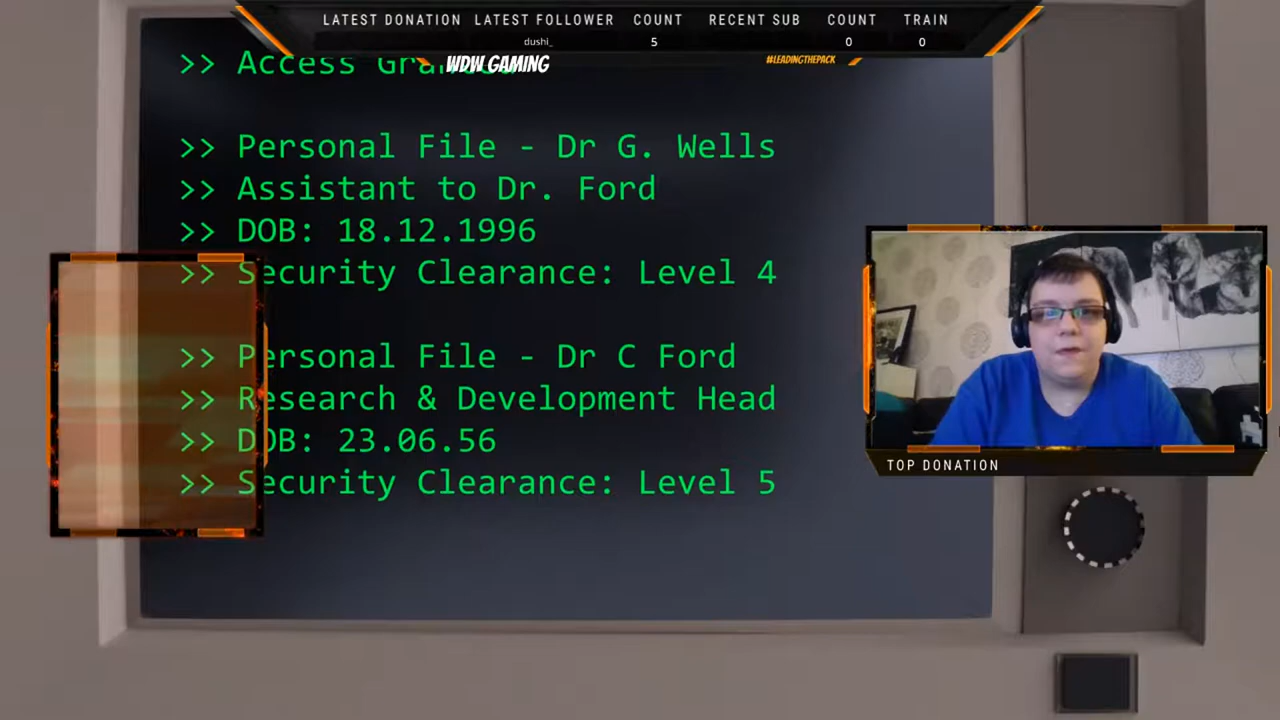 LATEST DONATION LATEST FOLLOWER COUNT RECENT SUB COUNT TRAIN
dushi_ 5 0 0
WDW GAMING #LEADINGTHEPACK
>> Access
>> Personal File - Dr G. Wells
>> Assistant to Dr. Ford
>> DOB: 18.12.1996
>> Security Clearance: Level 4
>> Personal File - Dr C Ford
>> Research & Development Head
>> DOB: 23.06.56
>> Security Clearance: Level 5
TOP DONATION